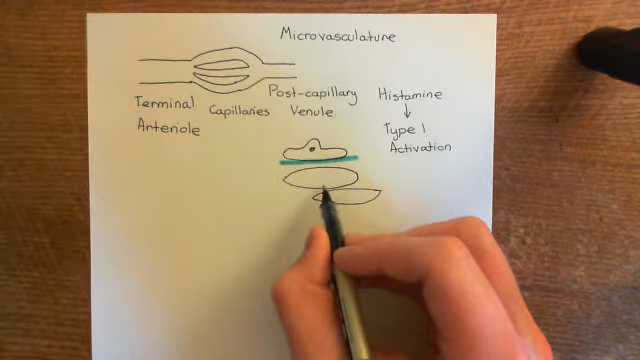 Microvasculature
Terminal
Arteriole
Capillaries
Post-capillary
Venule
Histamine
Type 1
Activation